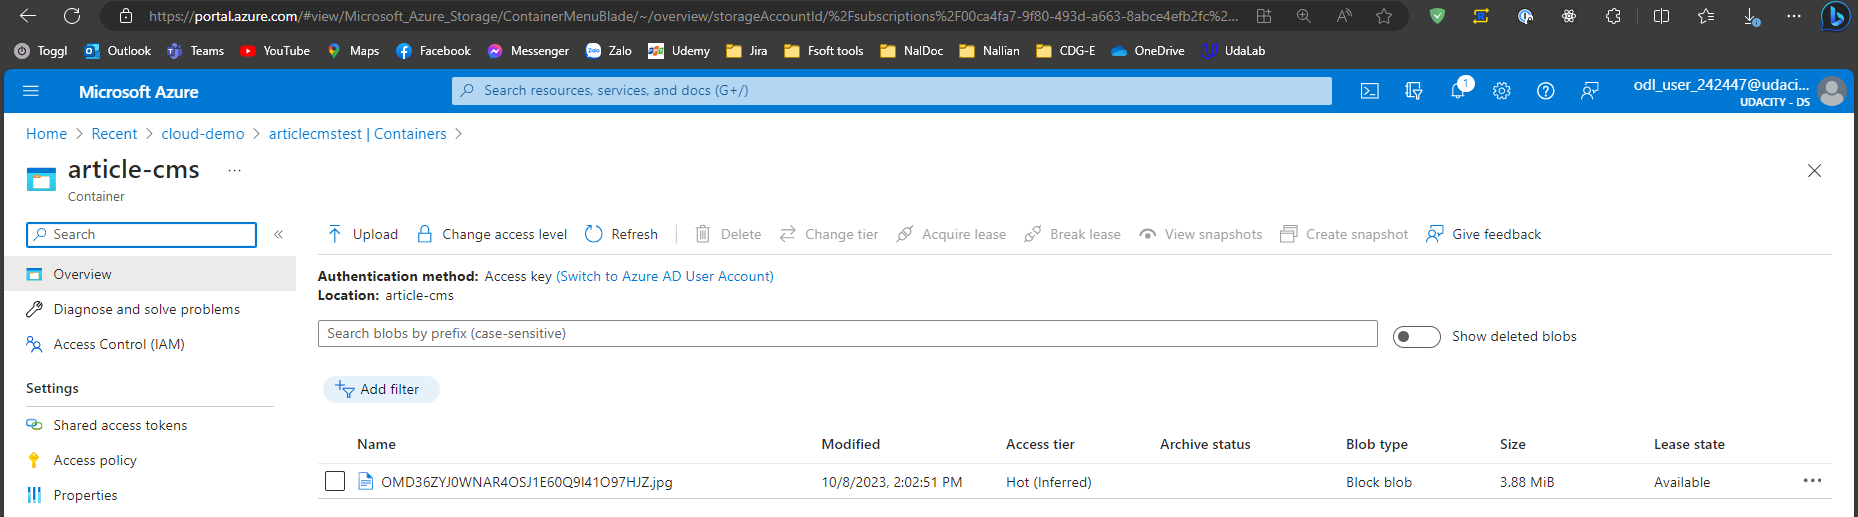 https://portal.azure.com/#view/Microsoft_Azure_Storage/ContainerMenuBlade/~/overview/storageAccountId/%2Fsubscriptions%2F00ca4fa7-9f80-493d-a663-8abce4efb2fc%2...
Toggl Outlook Teams YouTube Maps Facebook Messenger Zalo Udemy Jira Fsoft tools NalDoc Nallian CDG-E OneDrive UdaLab
Microsoft Azure Search resources, services, and docs (G+/) 1 odl_user_242447@udaci...
UDACITY - DS
Home > Recent > cloud-demo > articlecmstest | Containers >
article-cms ...
Container
Search «
Upload Change access level Refresh Delete Change tier Acquire lease Break lease View snapshots Create snapshot Give feedback
Overview
Diagnose and solve problems
Access Control (IAM)
Settings
Shared access tokens
Access policy
Properties
Authentication method: Access key (Switch to Azure AD User Account)
Location: article-cms
Search blobs by prefix (case-sensitive) Show deleted blobs
Add filter
Name Modified Access tier Archive status Blob type Size Lease state
OMD36ZYJ0WNAR4OSJ1E60Q9I41O97HJZ.jpg 10/8/2023, 2:02:51 PM Hot (Inferred) Block blob 3.88 MiB Available ...